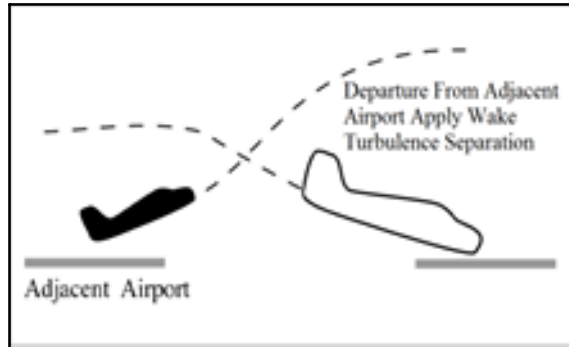 Departure From Adjacent
Airport Apply Wake
Turbulence Separation
Adjacent Airport